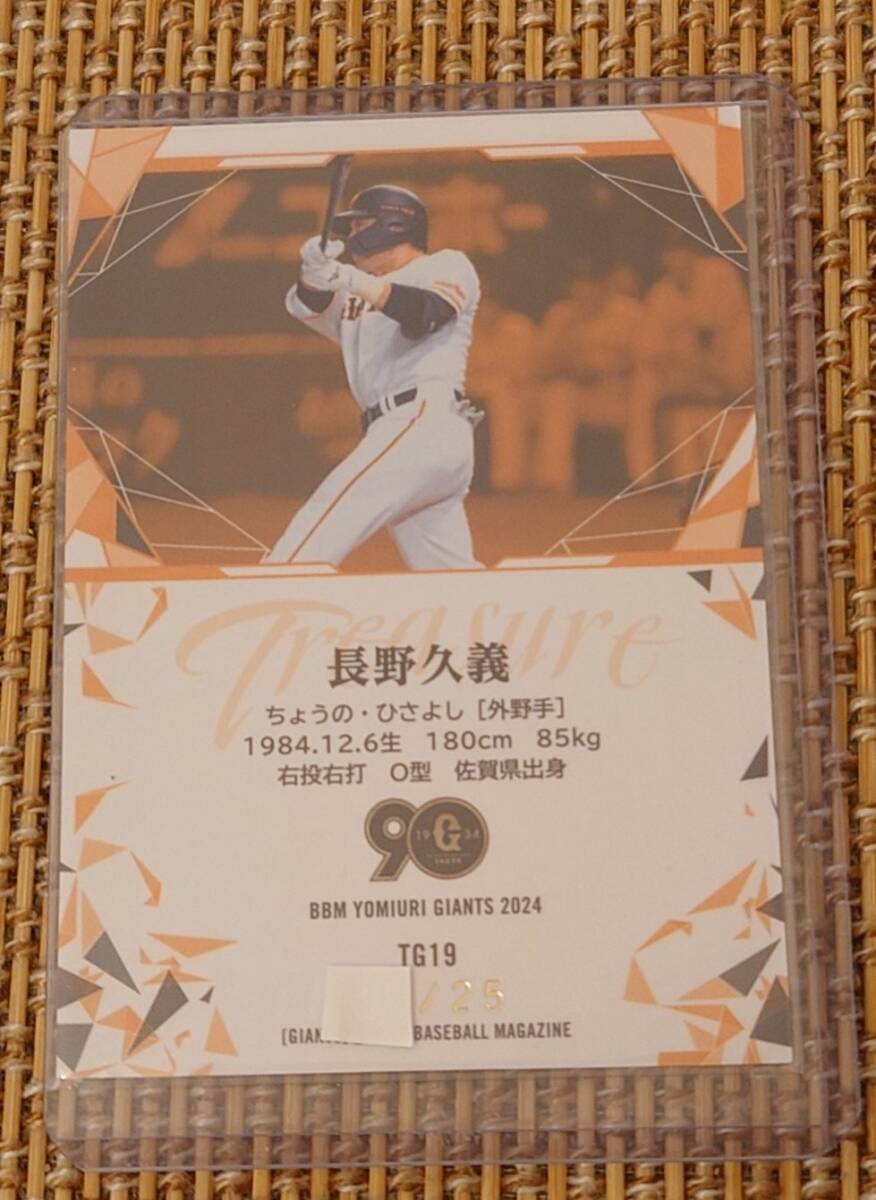 Treasure
長野久義
ちょうの・ひさよし［外野手］
1984.12.6生 180cm 85kg
右投右打 O型 佐賀県出身
90
19 G 34
BBM YOMIURI GIANTS 2024
TG19
/25
BASEBALL MAGAZINE